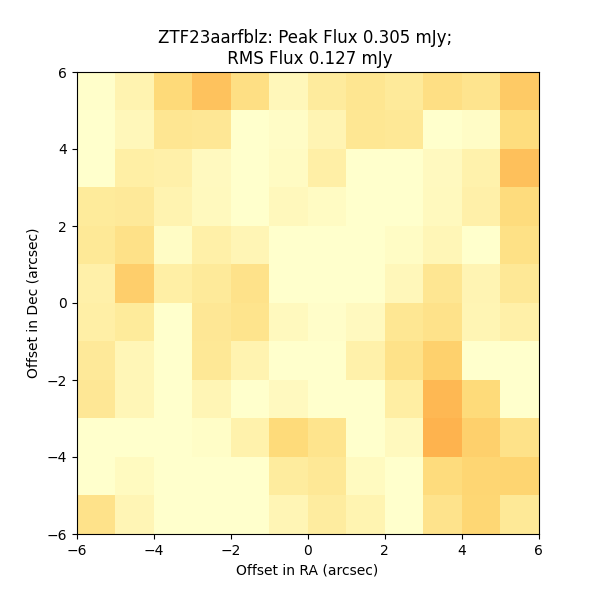 ZTF23aarfblz: Peak Flux 0.305 mJy;
RMS Flux 0.127 mJy
6
4
2
0
−2
−4
−6
Offset in Dec (arcsec)
−6 −4 −2 0 2 4 6
Offset in RA (arcsec)